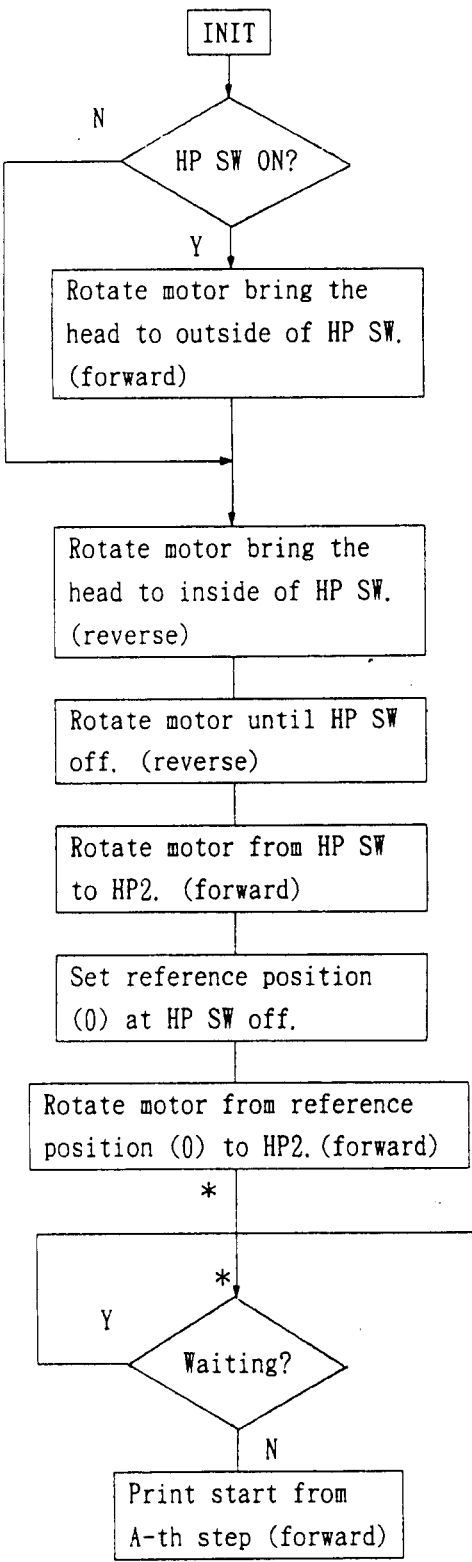 INIT
N
HP SW ON?
Y
Rotate motor bring the
head to outside of HP SW.
(forward)
Rotate motor bring the
head to inside of HP SW.
(reverse)
Rotate motor until HP SW
off. (reverse)
Rotate motor from HP SW
to HP2. (forward)
Set reference position
(0) at HP SW off.
Rotate motor from reference
position (0) to HP2. (forward)
*
*
Y
Waiting?
N
Print start from
A-th step (forward)